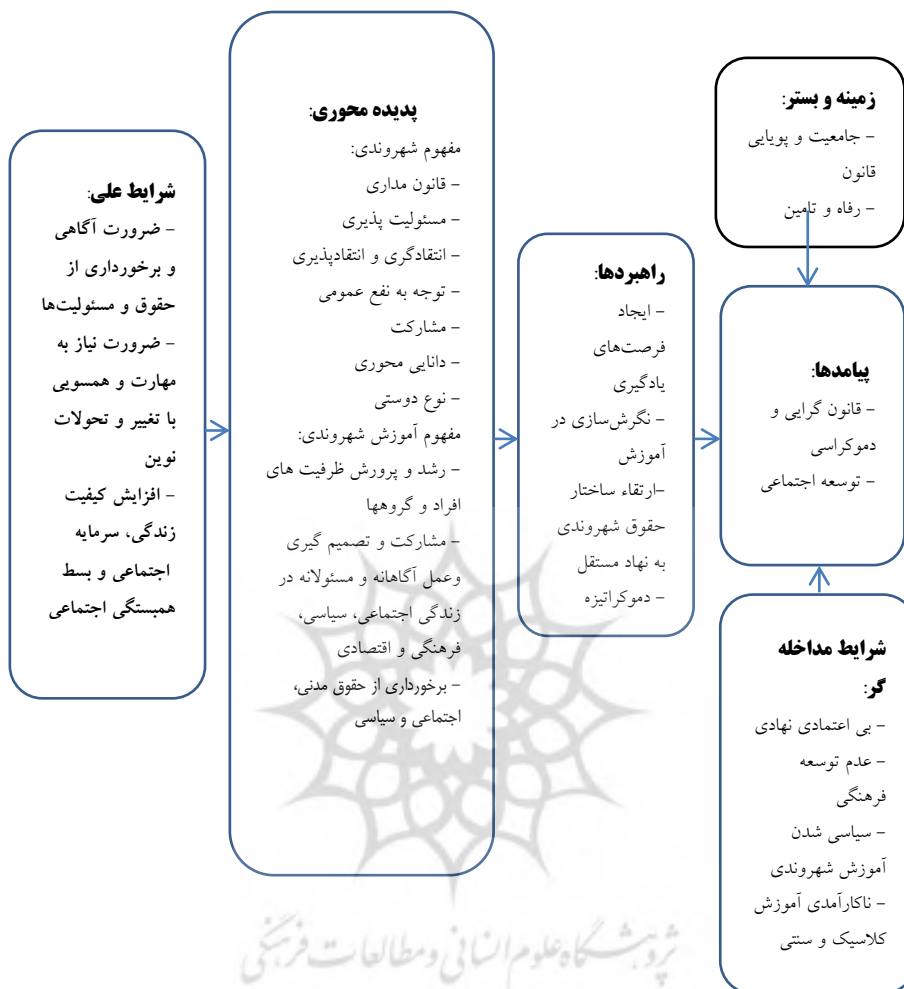 شرایط علی:
- ضرورت آگاهی
و برخورداری از
حقوق و مسئولیت‌ها
- ضرورت نیاز به
مهارت و همسویی
با تغییر و تحولات
نوین
- افزایش کیفیت
زندگی، سرمایه
اجتماعی و بسط
همبستگی اجتماعی
پدیده محوری:
مفهوم شهروندی:
- قانون مداری
- مسئولیت پذیری
- انتقادگری و انتقادپذیری
- توجه به نفع عمومی
- مشارکت
- دانایی محوری
- نوع دوستی
مفهوم آموزش شهروندی:
- رشد و پرورش ظرفیت های
افراد و گروهها
- مشارکت و تصمیم گیری
وعمل آگاهانه و مسئولانه در
زندگی اجتماعی، سیاسی،
فرهنگی و اقتصادی
- برخورداری از حقوق مدنی،
اجتماعی و سیاسی
راهبردها:
- ایجاد
فرصت‌های
یادگیری
- نگرش‌سازی در
آموزش
-ارتقاء ساختار
حقوق شهروندی
به نهاد مستقل
- دموکراتیزه
زمینه و بستر:
- جامعیت و پویایی
قانون
- رفاه و تامین
پیامدها:
- قانون گرایی و
دموکراسی
- توسعه اجتماعی
شرایط مداخله
گر:
- بی اعتمادی نهادی
- عدم توسعه
فرهنگی
- سیاسی شدن
آموزش شهروندی
- ناکارآمدی آموزش
کلاسیک و سنتی
پژوهشگاه علوم انسانی و مطالعات فرهنگی